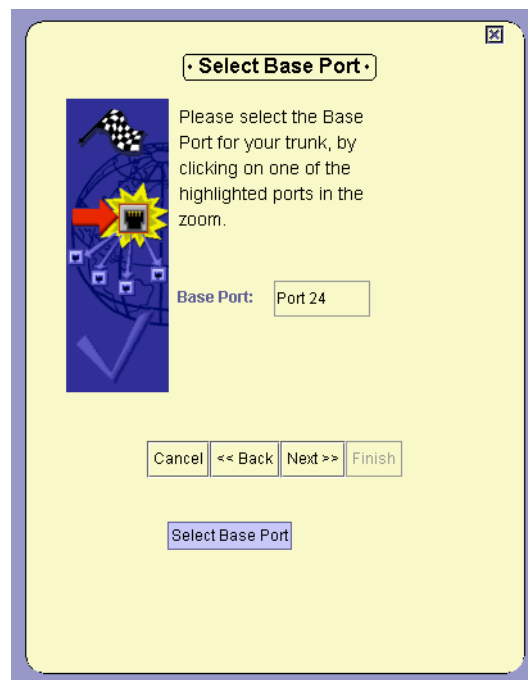 · Select Base Port ·
Please select the Base
Port for your trunk, by
clicking on one of the
highlighted ports in the
zoom.
Base Port: Port 24
Cancel << Back Next >> Finish
Select Base Port